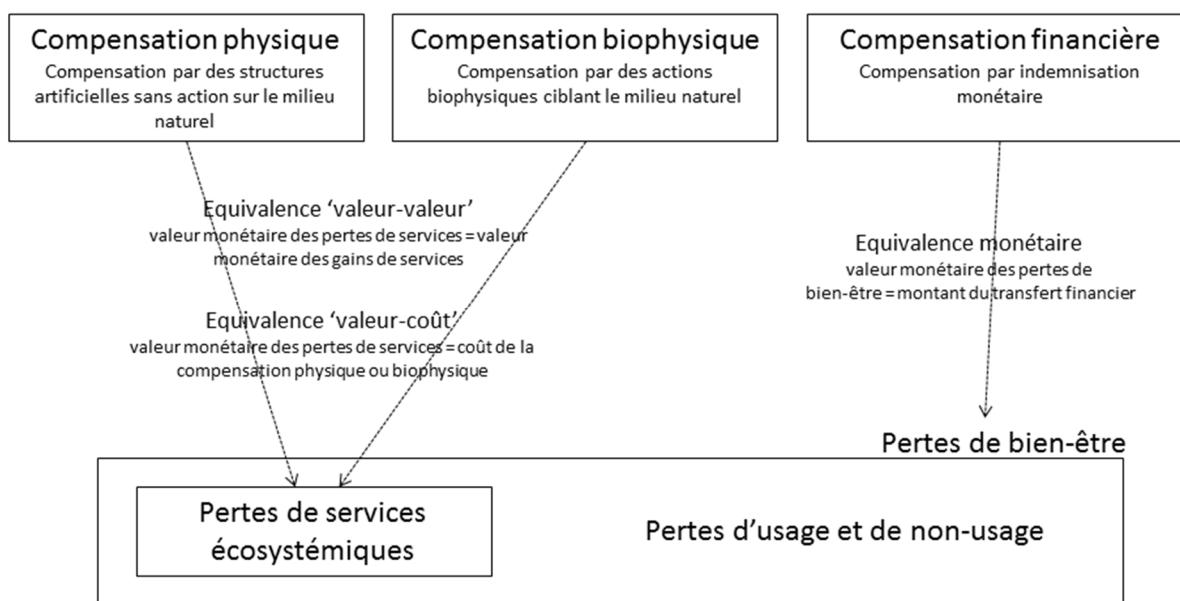 Compensation physique
Compensation par des structures
artificielles sans action sur le milieu
naturel
Compensation biophysique
Compensation par des actions
biophysiques ciblant le milieu naturel
Compensation financière
Compensation par indemnisation
monétaire
Equivalence ‘valeur-valeur’
valeur monétaire des pertes de services = valeur
monétaire des gains de services
Equivalence ‘valeur-coût’
valeur monétaire des pertes de services = coût de la
compensation physique ou biophysique
Equivalence monétaire
valeur monétaire des pertes de
bien-être = montant du transfert financier
Pertes de bien-être
Pertes de services
écosystémiques
Pertes d’usage et de non-usage